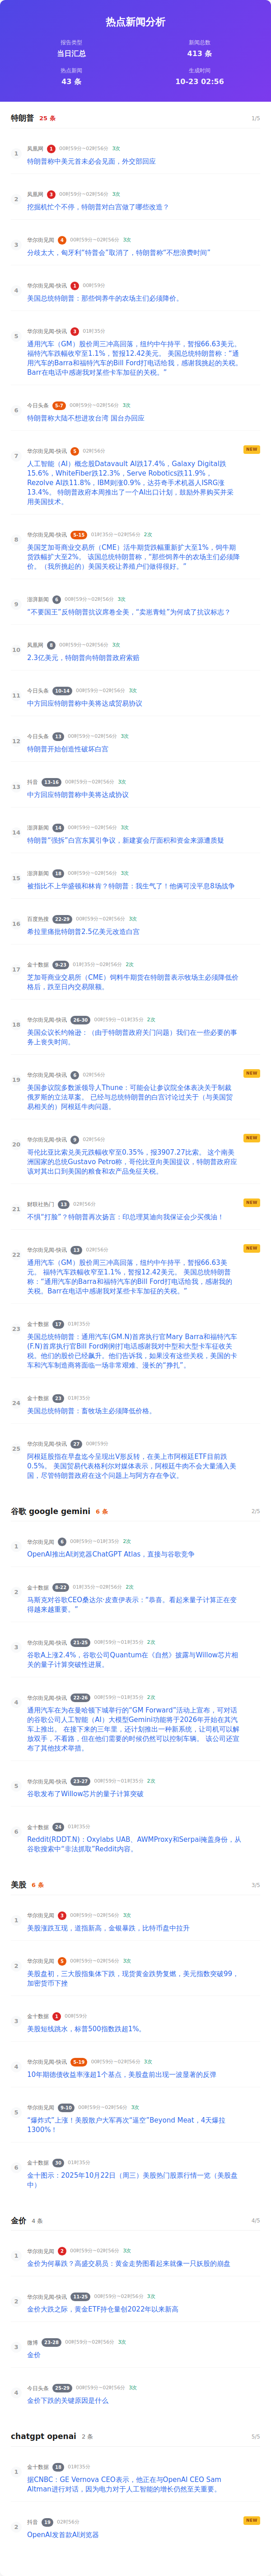 热点新闻分析
报告类型
当日汇总
新闻总数
413 条
热点新闻
43 条
生成时间
10-23 02:56
特朗普 25 条 1/5
1
凤凰网 1 00时59分~02时56分 3次
特朗普称中美元首未必会见面，外交部回应
2
凤凰网 3 00时59分~02时56分 3次
挖掘机忙个不停，特朗普对白宫做了哪些改造？
3
华尔街见闻 4 00时59分~02时56分 3次
分歧太大，匈牙利“特普会”取消了，特朗普称“不想浪费时间”
4
华尔街见闻-快讯 1 00时59分
美国总统特朗普：那些饲养牛的农场主们必须降价。
5
华尔街见闻-快讯 3 01时35分
通用汽车（GM）股价周三冲高回落，纽约中午持平，暂报66.63美元。
福特汽车跌幅收窄至1.1%，暂报12.42美元。 美国总统特朗普称：“通
用汽车的Barra和福特汽车的Bill Ford打电话给我，感谢我挑起的关税。
Barr在电话中感谢我对某些卡车加征的关税。”
6
今日头条 5-7 00时59分~02时56分 3次
特朗普称大陆不想进攻台湾 国台办回应
7
华尔街见闻-快讯 5 02时56分
NEW
人工智能（AI）概念股Datavault AI跌17.4%，Galaxy Digital跌
15.6%，WhiteFiber跌12.3%，Serve Robotics跌11.9%，
Rezolve AI跌11.8%，IBM则涨0.9%，达芬奇手术机器人ISRG涨
13.4%。 特朗普政府本周推出了一个AI出口计划，鼓励外界购买并采
用美国技术。
8
华尔街见闻-快讯 5-15 01时35分~02时56分 2次
美国芝加哥商业交易所（CME）活牛期货跌幅重新扩大至1%，饲牛期
货跌幅扩大至2%。 该国总统特朗普称，“那些饲养牛的农场主们必须降
价。（我所挑起的）美国关税让养殖户们做得很好。”
9
澎湃新闻 6 00时59分~02时56分 3次
“不要国王”反特朗普抗议席卷全美，“卖崽青蛙”为何成了抗议标志？
10
凤凰网 8 00时59分~02时56分 3次
2.3亿美元，特朗普向特朗普政府索赔
11
今日头条 10-14 00时59分~02时56分 3次
中方回应特朗普称中美将达成贸易协议
12
今日头条 13 00时59分~02时56分 3次
特朗普开始创造性破坏白宫
13
抖音 13-16 00时59分~02时56分 3次
中方回应特朗普称中美将达成协议
14
澎湃新闻 14 00时59分~02时56分 3次
特朗普“强拆”白宫东翼引争议，新建宴会厅面积和资金来源遭质疑
15
澎湃新闻 18 00时59分~02时56分 3次
被指比不上华盛顿和林肯？特朗普：我生气了！他俩可没平息8场战争
16
百度热搜 22-29 00时59分~02时56分 3次
希拉里痛批特朗普2.5亿美元改造白宫
17
金十数据 9-23 01时35分~02时56分 2次
芝加哥商业交易所（CME）饲料牛期货在特朗普表示牧场主必须降低价
格后，跌至日内交易限额。
18
华尔街见闻-快讯 26-30 00时59分~01时35分 2次
美国众议长约翰逊：（由于特朗普政府关门问题）我们在一些必要的事
务上丧失时间。
19
华尔街见闻-快讯 6 02时56分
NEW
美国参议院多数派领导人Thune：可能会让参议院全体表决关于制裁
俄罗斯的立法草案。 已经与总统特朗普的白宫讨论过关于（与美国贸
易相关的）阿根廷牛肉问题。
20
华尔街见闻-快讯 9 02时56分
NEW
哥伦比亚比索兑美元跌幅收窄至0.35%，报3907.27比索。 这个南美
洲国家的总统Gustavo Petro称，哥伦比亚向美国提议，特朗普政府应
该对其出口到美国的粮食和农产品免征关税。
21
财联社热门 13 02时56分
NEW
不惧“打脸”？特朗普再次扬言：印总理莫迪向我保证会少买俄油！
22
华尔街见闻-快讯 13 02时56分
NEW
通用汽车（GM）股价周三冲高回落，纽约中午持平，暂报66.63美
元。 福特汽车跌幅收窄至1.1%，暂报12.42美元。 美国总统特朗普
称：“通用汽车的Barra和福特汽车的Bill Ford打电话给我，感谢我的
关税。Barr在电话中感谢我对某些卡车加征的关税。”
23
金十数据 17 01时35分
美国总统特朗普：通用汽车(GM.N)首席执行官Mary Barra和福特汽车
(F.N)首席执行官Bill Ford刚刚打电话感谢我对中型和大型卡车征收关
税。他们的股价已经飙升。他们告诉我，如果没有这些关税，美国的卡
车和汽车制造商将面临一场非常艰难、漫长的“挣扎”。
24
金十数据 23 01时35分
美国总统特朗普：畜牧场主必须降低价格。
25
华尔街见闻-快讯 27 00时59分
阿根廷股指在早盘迄今呈现出V形反转，在美上市阿根廷ETF目前跌
0.5%。 美国贸易代表格利尔对媒体表示，阿根廷牛肉不会大量涌入美
国，尽管特朗普政府在这个问题上与阿方存在争议。
谷歌 google gemini 6 条 2/5
1
华尔街见闻 6 00时59分~01时35分 2次
OpenAI推出AI浏览器ChatGPT Atlas，直接与谷歌竞争
2
金十数据 8-22 01时35分~02时56分 2次
马斯克对谷歌CEO桑达尔·皮查伊表示：“恭喜。看起来量子计算正在变
得越来越重要。”
3
华尔街见闻-快讯 21-25 00时59分~01时35分 2次
谷歌A上涨2.4%，谷歌公司Quantum在《自然》披露与Willow芯片相
关的量子计算突破性进展。
4
华尔街见闻-快讯 22-26 00时59分~01时35分 2次
通用汽车在为在曼哈顿下城举行的“GM Forward”活动上宣布，可对话
的谷歌公司人工智能（AI）大模型Gemini功能将于2026年开始在其汽
车上推出。 在接下来的三年里，还计划推出一种新系统，让司机可以解
放双手，不看路，但在他们需要的时候仍然可以控制车辆。 该公司还宣
布了其他技术举措。
5
华尔街见闻-快讯 23-27 00时59分~01时35分 2次
谷歌发布了Willow芯片的量子计算突破
6
金十数据 24 01时35分
Reddit(RDDT.N)：Oxylabs UAB、AWMProxy和Serpai掩盖身份，从
谷歌搜索中“非法抓取”Reddit内容。
美股 6 条 3/5
1
华尔街见闻 3 00时59分~02时56分 3次
美股涨跌互现，道指新高，金银暴跌，比特币盘中拉升
2
华尔街见闻 5 00时59分~02时56分 3次
美股盘初，三大股指集体下跌，现货黄金跌势复燃，美元指数突破99，
加密货币下挫
3
金十数据 1 00时59分
美股短线跳水，标普500指数跌超1%。
4
华尔街见闻-快讯 5-19 00时59分~02时56分 3次
10年期德债收益率涨超1个基点，美股盘前出现一波显著的反弹
5
华尔街见闻 9-10 00时59分~02时56分 3次
“爆炸式”上涨！美股散户大军再次“逼空”Beyond Meat，4天爆拉
1300%！
6
金十数据 30 01时35分
金十图示：2025年10月22日（周三）美股热门股票行情一览（美股盘
中）
金价 4 条 4/5
1
华尔街见闻 2 00时59分~02时56分 3次
金价为何暴跌？高盛交易员：黄金走势图看起来就像一只妖股的崩盘
2
华尔街见闻-快讯 11-25 00时59分~02时56分 3次
金价大跌之际，黄金ETF持仓量创2022年以来新高
3
微博 23-28 00时59分~02时56分 3次
金价
4
今日头条 25-29 00时59分~02时56分 3次
金价下跌的关键原因是什么
chatgpt openai 2 条 5/5
1
金十数据 18 01时35分
据CNBC：GE Vernova CEO表示，他正在与OpenAI CEO Sam
Altman进行对话，因为电力对于人工智能的增长仍然至关重要。
2
抖音 19 02时56分
NEW
OpenAI发首款AI浏览器